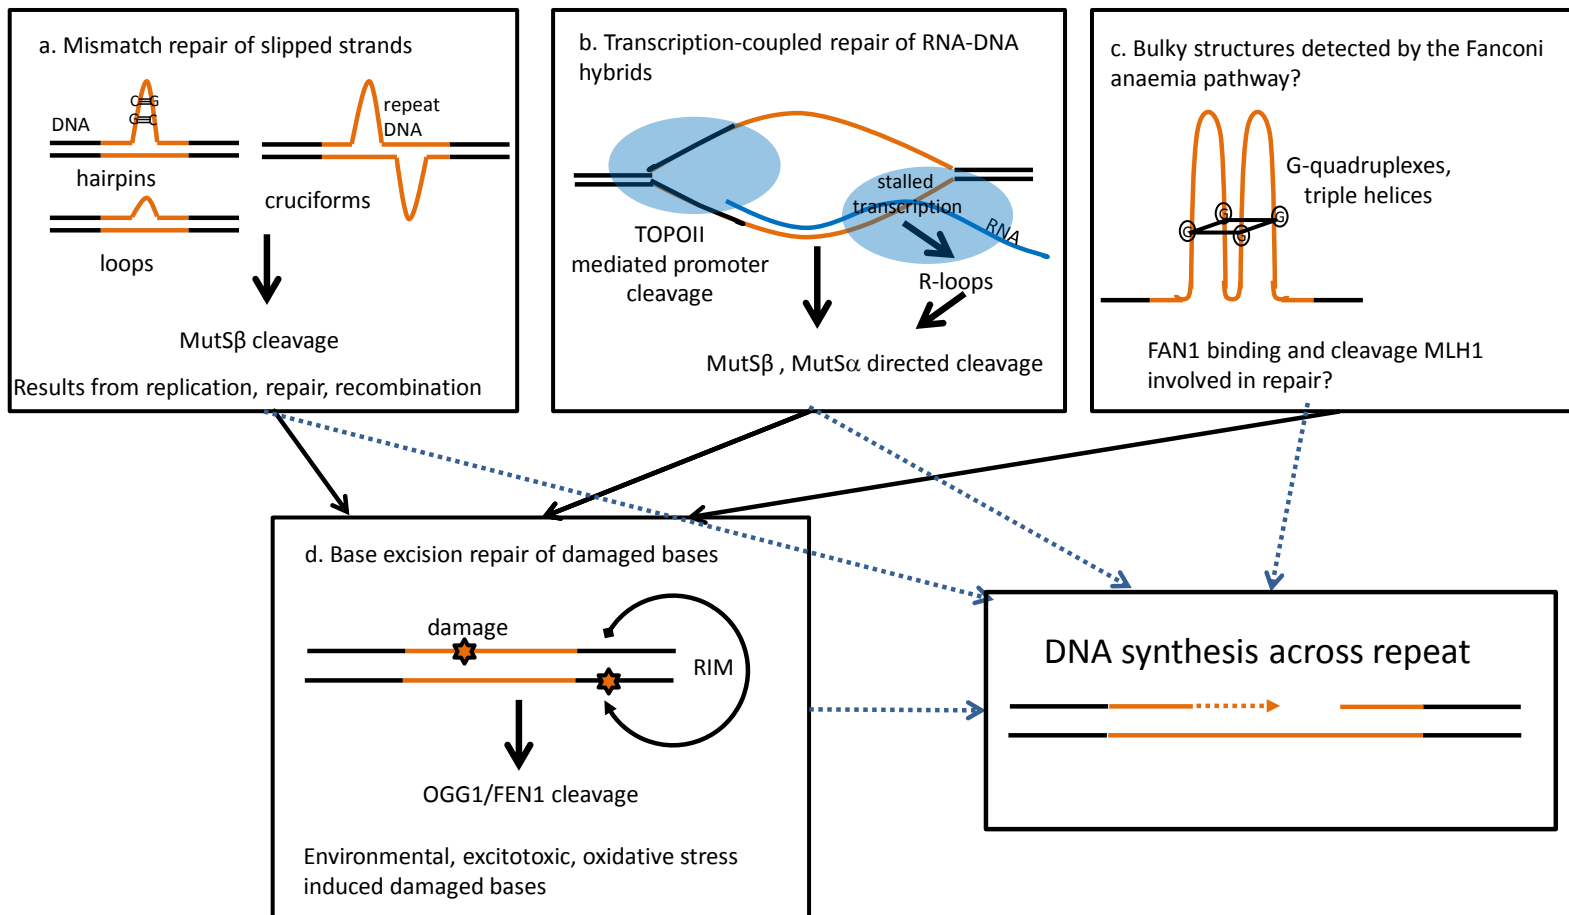 a. Mismatch repair of slipped strands
C≡G
G≡C
DNA
repeat
DNA
hairpins
cruciforms
loops
MutSβ cleavage
Results from replication, repair, recombination
b. Transcription-coupled repair of RNA-DNA
hybrids
stalled
transcription
RNA
TOPOII
mediated promoter
cleavage
R-loops
MutSβ , MutSα directed cleavage
c. Bulky structures detected by the Fanconi
anaemia pathway?
G-quadruplexes,
triple helices
G
G
G
G
FAN1 binding and cleavage MLH1
involved in repair?
d. Base excision repair of damaged bases
damage
RIM
OGG1/FEN1 cleavage
Environmental, excitotoxic, oxidative stress
induced damaged bases
DNA synthesis across repeat